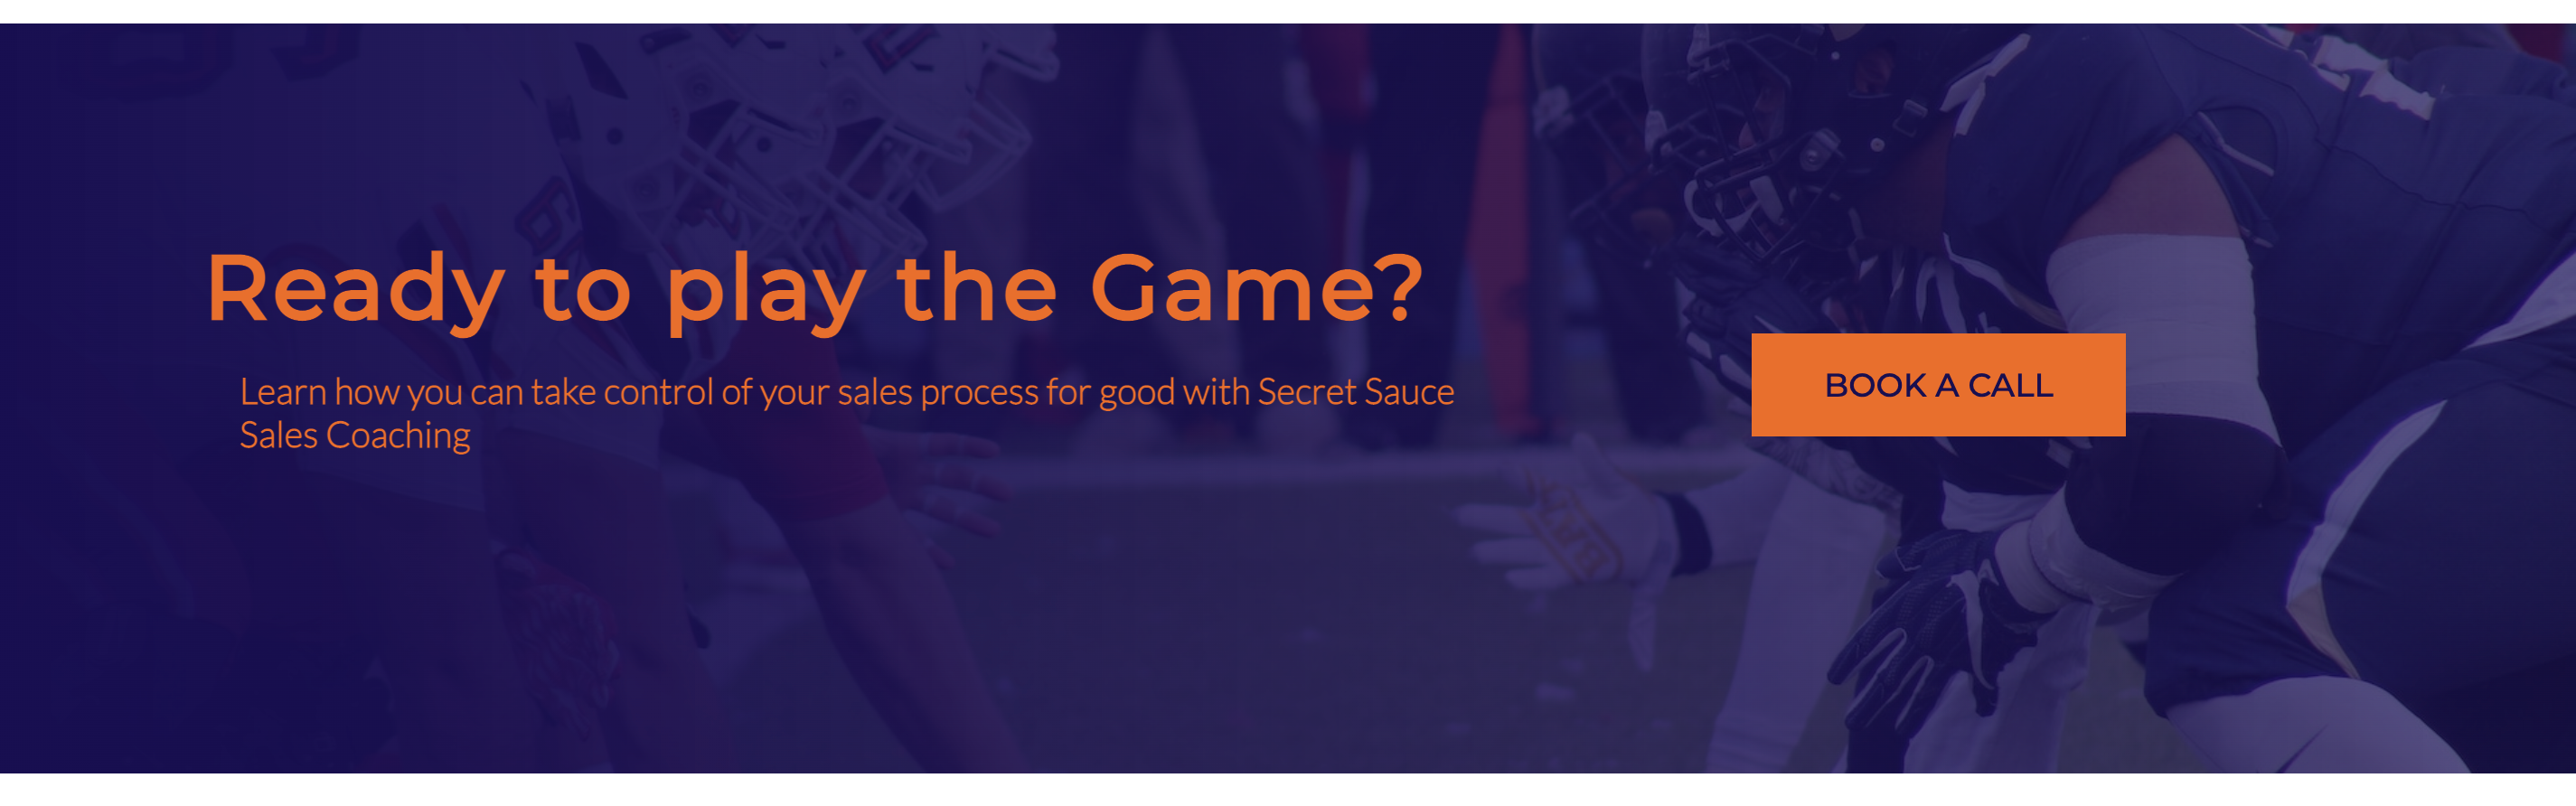 Ready to play the Game?
Learn how you can take control of your sales process for good with Secret Sauce
Sales Coaching
BOOK A CALL